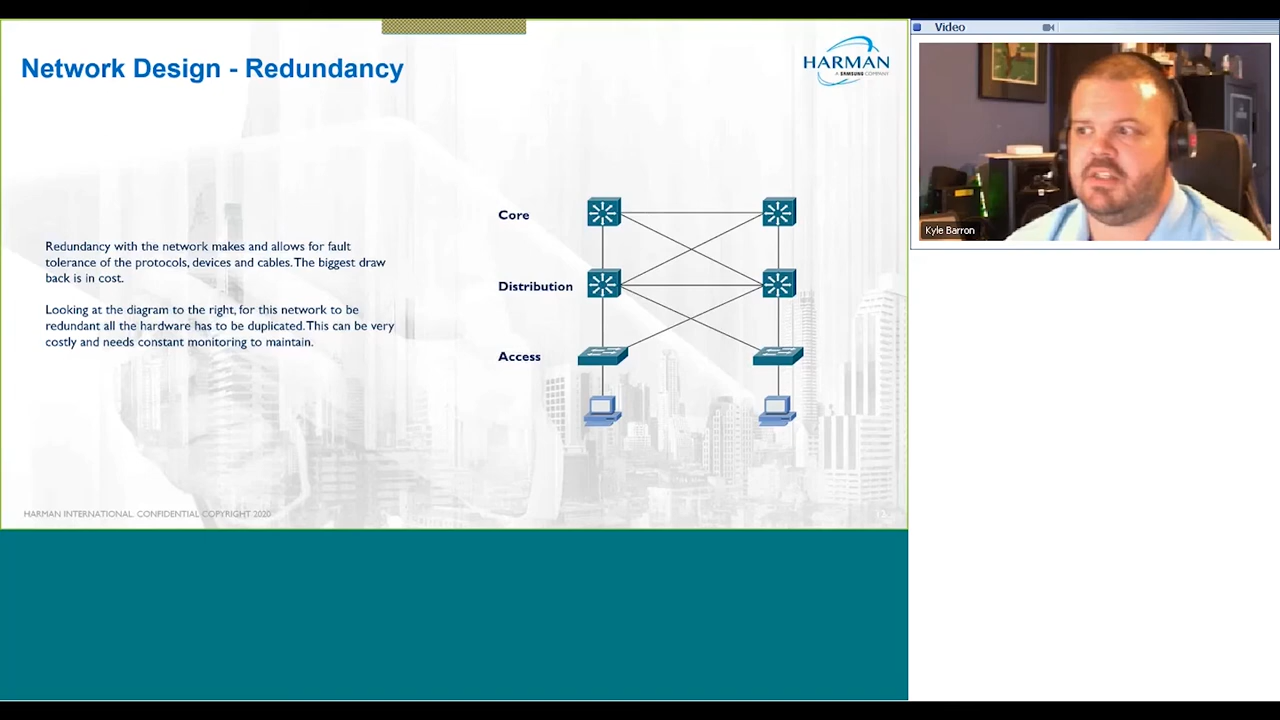 Network Design - Redundancy
HARMAN
A SAMSUNG COMPANY
Video
Kyle Barron
Redundancy with the network makes and allows for fault
tolerance of the protocols, devices and cables. The biggest draw
back is in cost.
Looking at the diagram to the right, for this network to be
redundant all the hardware has to be duplicated. This can be very
costly and needs constant monitoring to maintain.
Core
Distribution
Access
HARMAN INTERNATIONAL. CONFIDENTIAL COPYRIGHT 2020